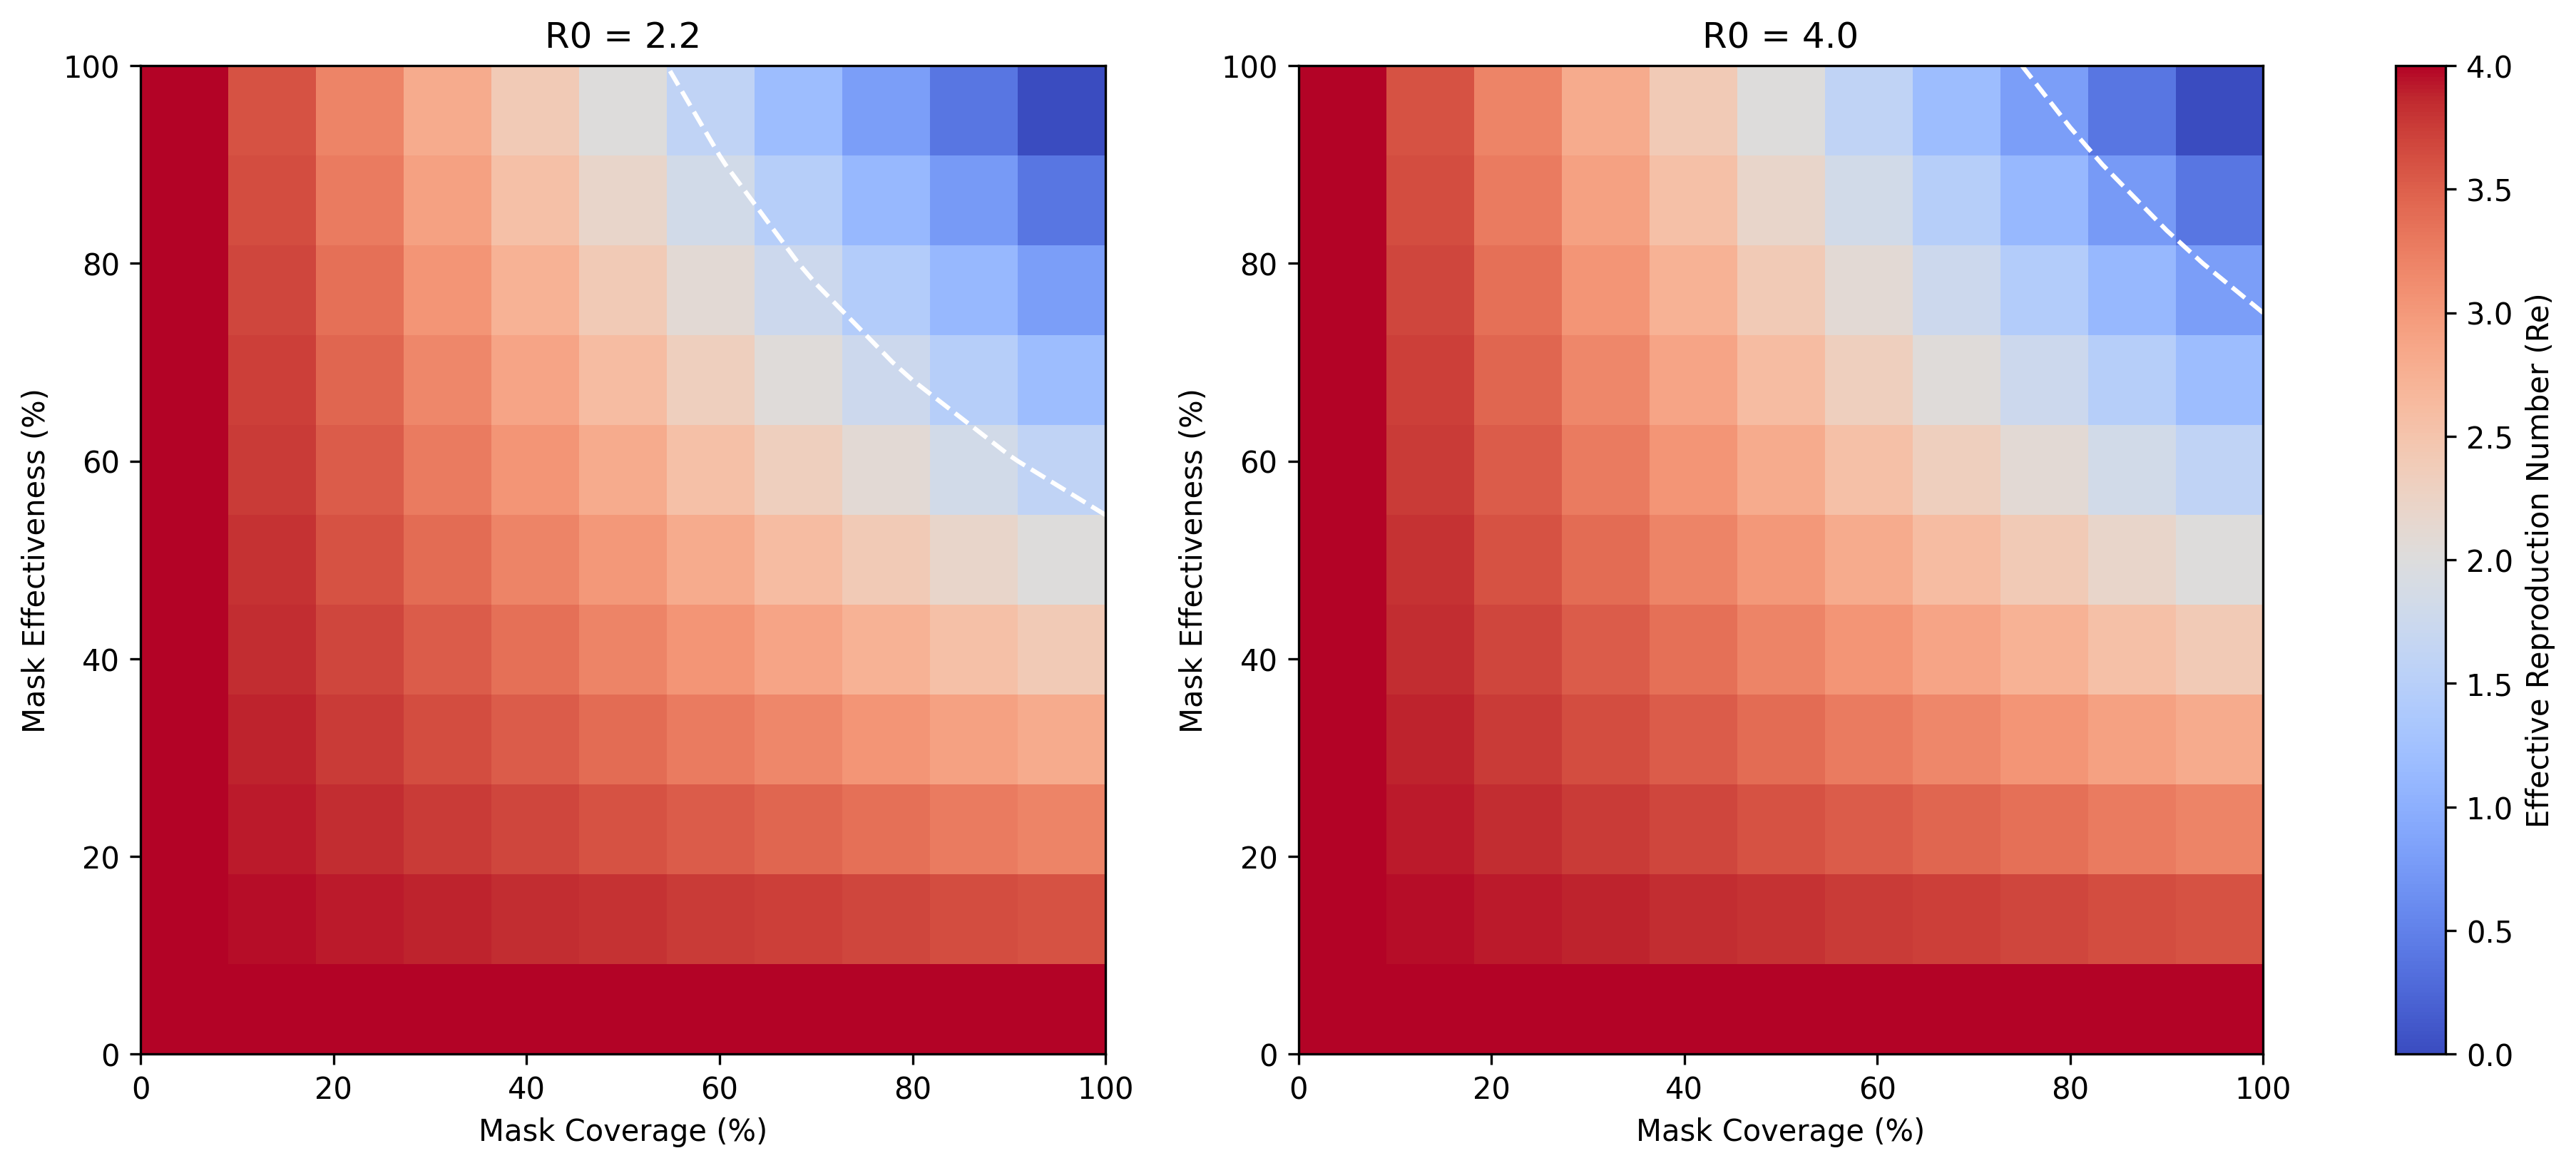 R0 = 2.2
100
80
60
40
20
0
Mask Effectiveness (%)
0 20 40 60 80 100
Mask Coverage (%)
R0 = 4.0
100
80
60
40
20
0
Mask Effectiveness (%)
0 20 40 60 80 100
Mask Coverage (%)
4.0
3.5
3.0
2.5
2.0
1.5
1.0
0.5
0.0
Effective Reproduction Number (Re)